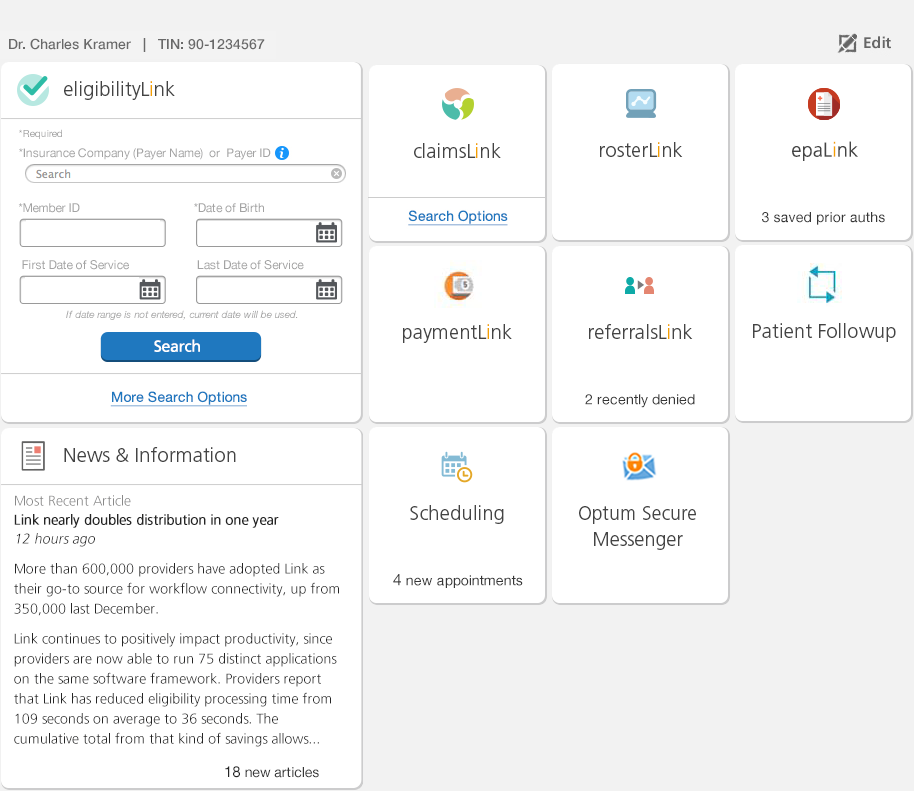 Dr. Charles Kramer | TIN: 90-1234567
Edit
eligibilityLink
*Required
*Insurance Company (Payer Name) or Payer ID i
Search
*Member ID
*Date of Birth
First Date of Service
Last Date of Service
If date range is not entered, current date will be used.
Search
More Search Options
claimsLink
Search Options
rosterLink
epaLink
3 saved prior auths
paymentLink
referralsLink
2 recently denied
Patient Followup
News & Information
Most Recent Article
Link nearly doubles distribution in one year
12 hours ago
More than 600,000 providers have adopted Link as
their go-to source for workflow connectivity, up from
350,000 last December.
Link continues to positively impact productivity, since
providers are now able to run 75 distinct applications
on the same software framework. Providers report
that Link has reduced eligibility processing time from
109 seconds on average to 36 seconds. The
cumulative total from that kind of savings allows...
18 new articles
Scheduling
4 new appointments
Optum Secure
Messenger